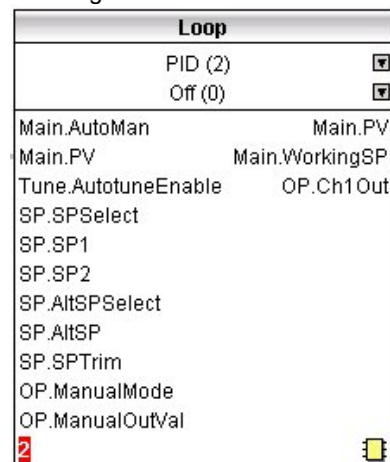 Loop
PID (2)
Off (0)
Main.AutoMan Main.PV
Main.PV Main.WorkingSP
Tune.AutotuneEnable OP.Ch1Out
SP.SPSelect
SP.SP1
SP.SP2
SP.AltSPSelect
SP.AltSP
SP.SPTrim
OP.ManualMode
OP.ManualOutVal
2